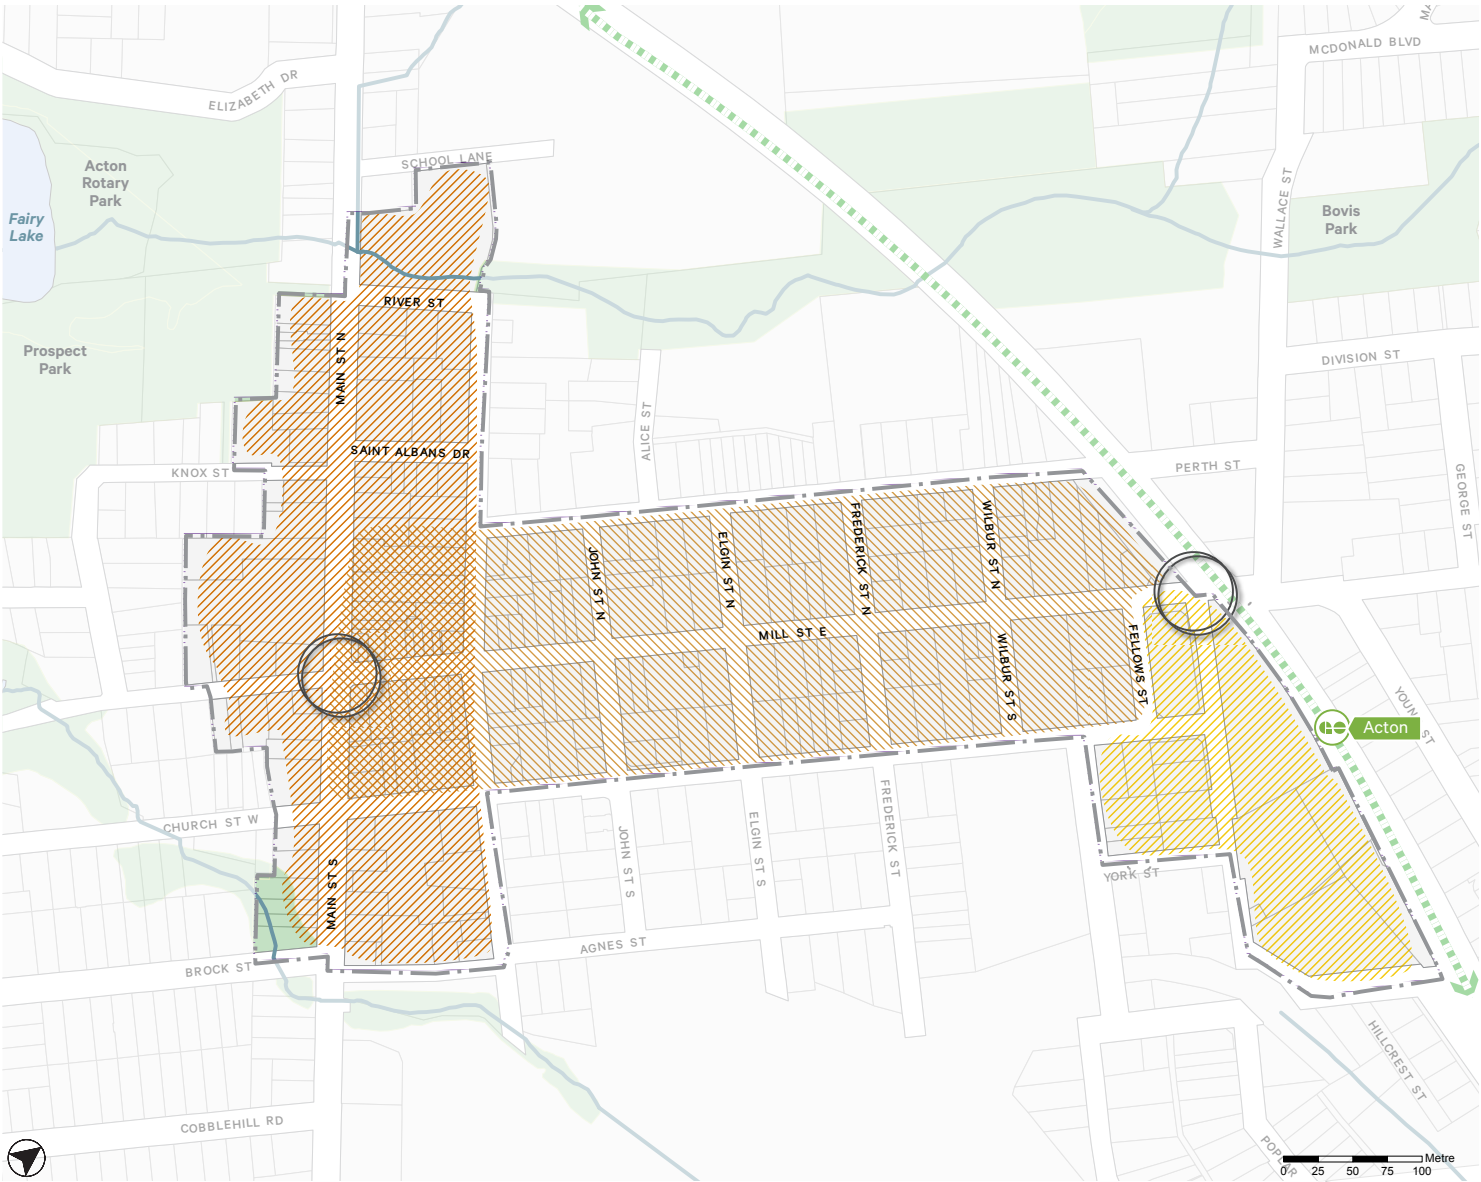 MCDONALD BLVD
ELIZABETH DR
SCHOOL LANE
Acton
Rotary
Park
Fairy
Lake
WALLACE ST
Bovis
Park
RIVER ST
MAIN ST N
Prospect
Park
DIVISION ST
ALICE ST
SAINT ALBANS DR
KNOX ST
PERTH ST
GEORGE ST
JOHN ST N
ELGIN ST N
FREDERICK ST N
WILBUR ST N
MILL ST E
WILBUR ST S
FELLOWS ST
Acton
CHURCH ST W
JOHN ST S
ELGIN ST S
FREDERICK ST
YORK ST
MAIN ST S
AGNES ST
BROCK ST
HILLCREST ST
COBBLEHILL RD
Metre
0 25 50 75 100